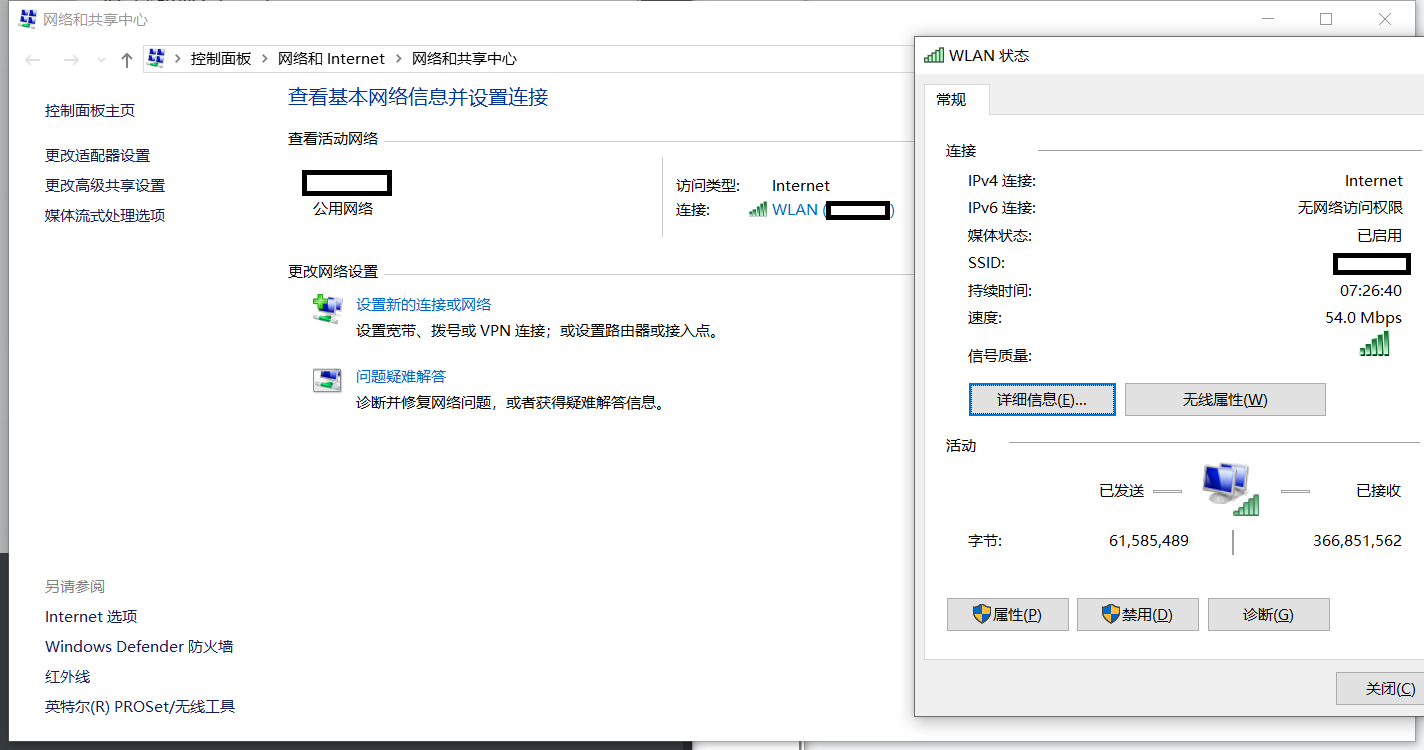 网络和共享中心
控制面板 > 网络和 Internet > 网络和共享中心
控制面板主页
更改适配器设置
更改高级共享设置
媒体流式处理选项
查看基本网络信息并设置连接
查看活动网络
公用网络
访问类型: Internet
连接: WLAN ( )
更改网络设置
设置新的连接或网络
设置宽带、拨号或 VPN 连接；或设置路由器或接入点。
问题疑难解答
诊断并修复网络问题，或者获得疑难解答信息。
另请参阅
Internet 选项
Windows Defender 防火墙
红外线
英特尔(R) PROSet/无线工具
WLAN 状态
常规
连接
IPv4 连接: Internet
IPv6 连接: 无网络访问权限
媒体状态: 已启用
SSID:
持续时间: 07:26:40
速度: 54.0 Mbps
信号质量:
详细信息(E)... 无线属性(W)
活动
已发送 已接收
字节: 61,585,489 366,851,562
属性(P) 禁用(D) 诊断(G)
关闭(C)